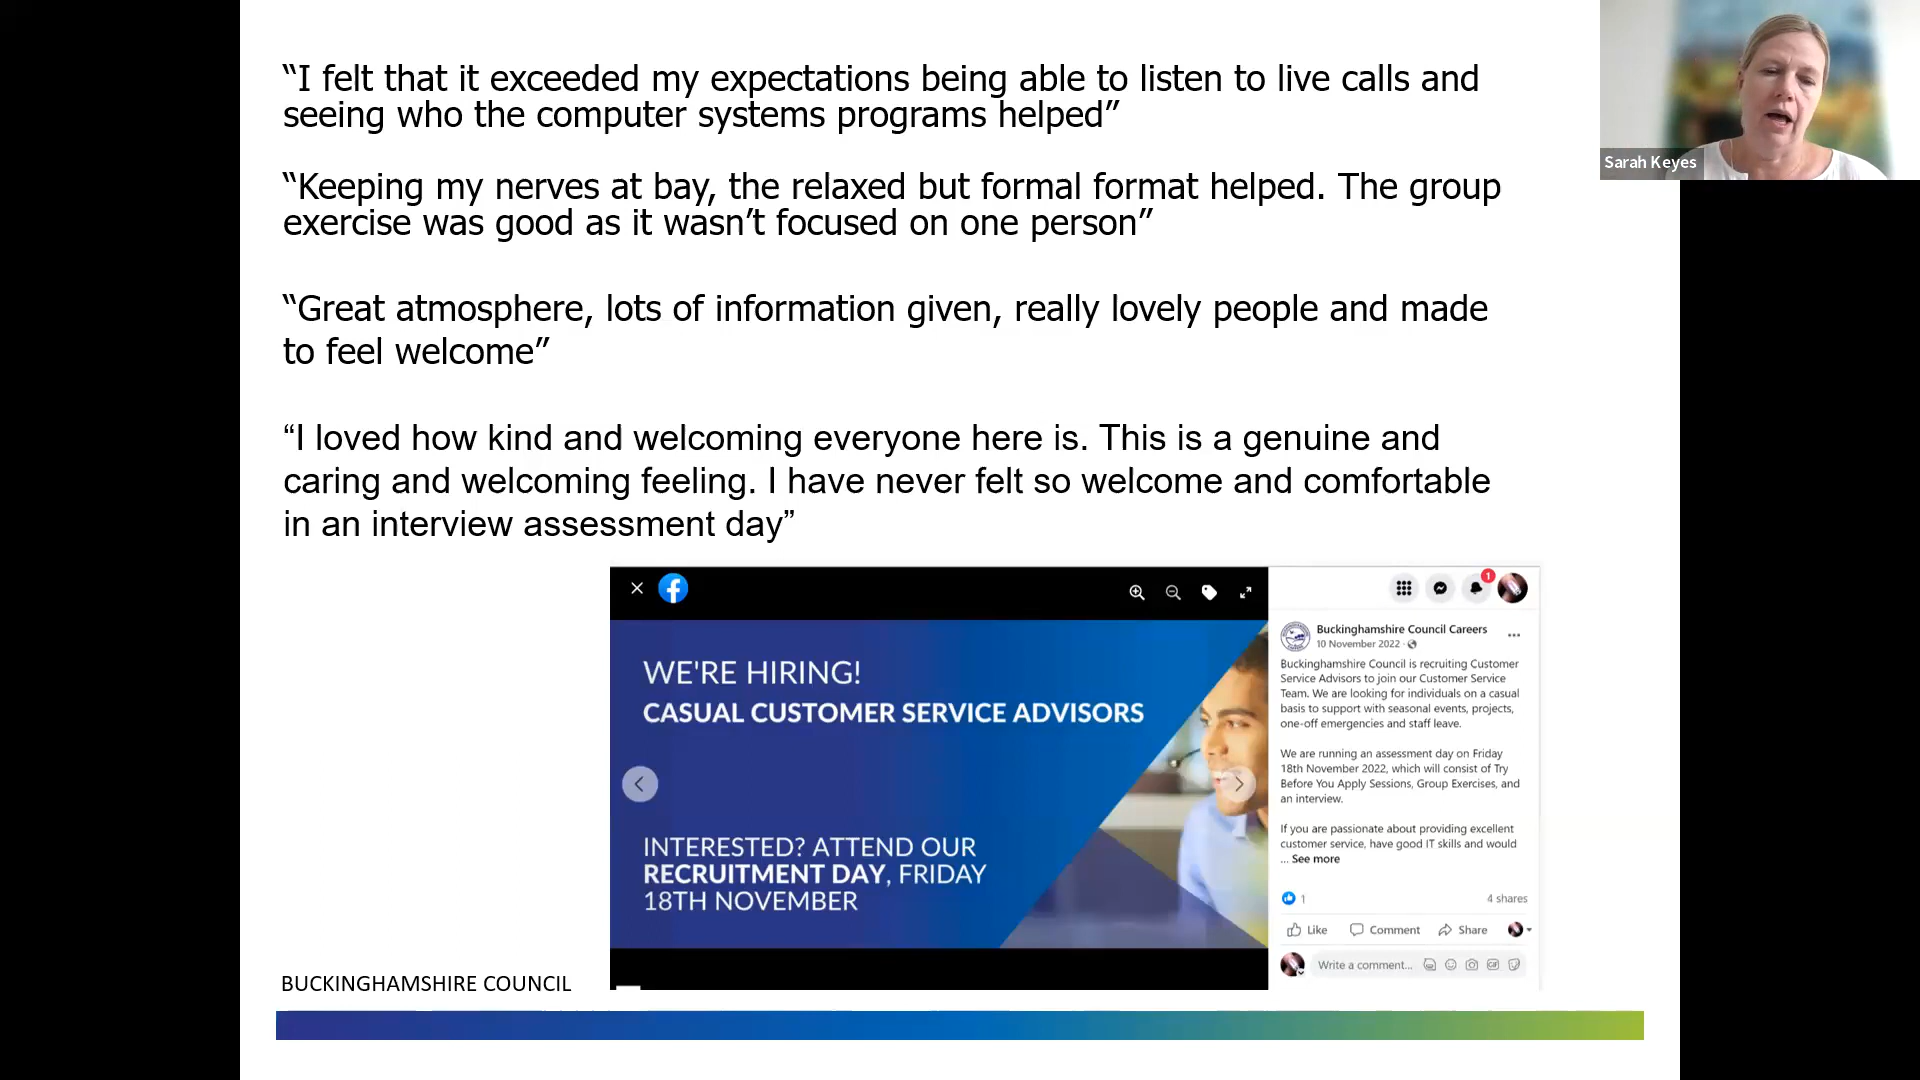 “I felt that it exceeded my expectations being able to listen to live calls and
seeing who the computer systems programs helped”
“Keeping my nerves at bay, the relaxed but formal format helped. The group
exercise was good as it wasn’t focused on one person”
“Great atmosphere, lots of information given, really lovely people and made
to feel welcome”
“I loved how kind and welcoming everyone here is. This is a genuine and
caring and welcoming feeling. I have never felt so welcome and comfortable
in an interview assessment day”
Sarah Keyes
WE'RE HIRING!
CASUAL CUSTOMER SERVICE ADVISORS
INTERESTED? ATTEND OUR
RECRUITMENT DAY, FRIDAY
18TH NOVEMBER
1
Buckinghamshire Council Careers
10 November 2022 ·
Buckinghamshire Council is recruiting Customer
Service Advisors to join our Customer Service
Team. We are looking for individuals on a casual
basis to support with seasonal events, projects,
one-off emergencies and staff leave.
We are running an assessment day on Friday
18th November 2022, which will consist of Try
Before You Apply Sessions, Group Exercises, and
an interview.
If you are passionate about providing excellent
customer service, have good IT skills and would
... See more
1
4 shares
Like Comment Share
Write a comment...
GIF
BUCKINGHAMSHIRE COUNCIL